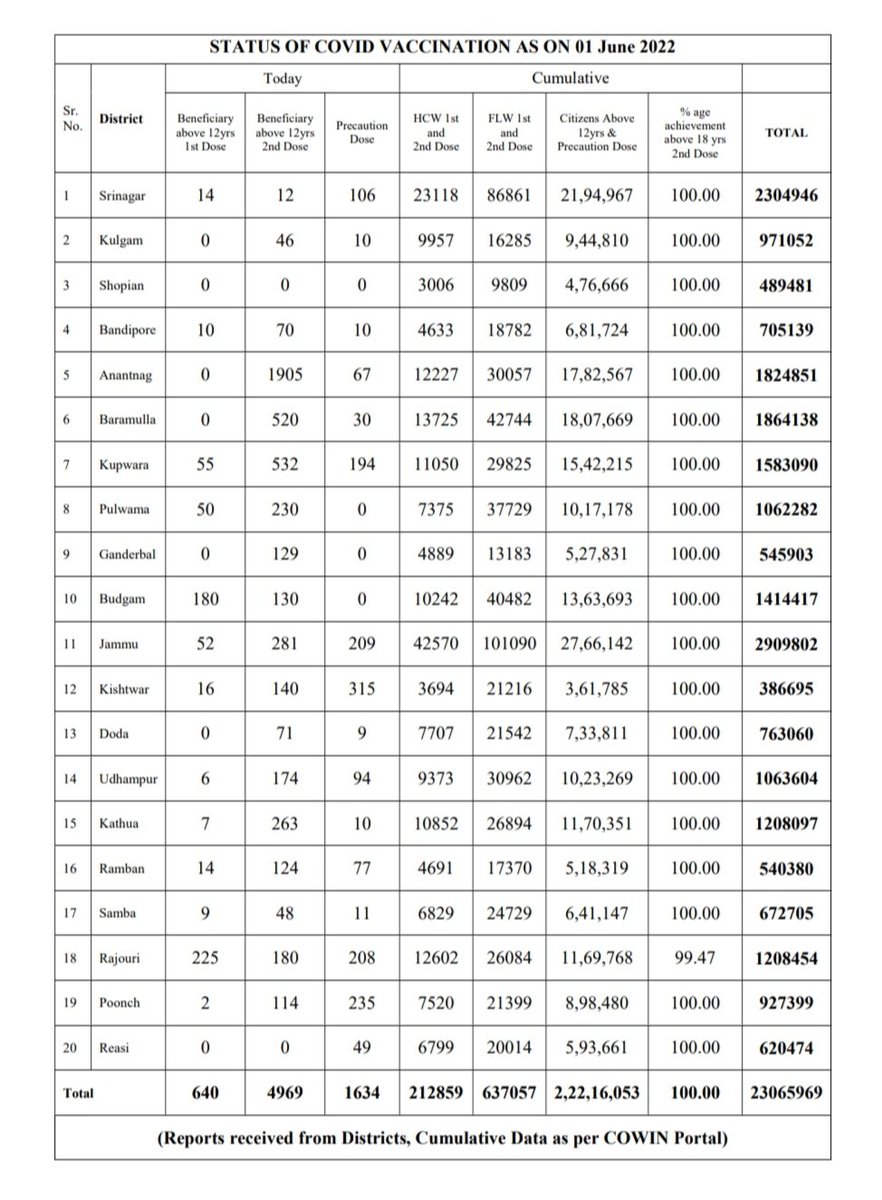 STATUS OF COVID VACCINATION AS ON 01 June 2022
Today Cumulative
Sr. No. District Beneficiary above 12yrs 1st Dose Beneficiary above 12yrs 2nd Dose Precaution Dose HCW 1st and 2nd Dose FLW 1st and 2nd Dose Citizens Above 12yrs & Precaution Dose % age achievement above 18 yrs 2nd Dose TOTAL
1 Srinagar 14 12 106 23118 86861 21,94,967 100.00 2304946
2 Kulgam 0 46 10 9957 16285 9,44,810 100.00 971052
3 Shopian 0 0 0 3006 9809 4,76,666 100.00 489481
4 Bandipore 10 70 10 4633 18782 6,81,724 100.00 705139
5 Anantnag 0 1905 67 12227 30057 17,82,567 100.00 1824851
6 Baramulla 0 520 30 13725 42744 18,07,669 100.00 1864138
7 Kupwara 55 532 194 11050 29825 15,42,215 100.00 1583090
8 Pulwama 50 230 0 7375 37729 10,17,178 100.00 1062282
9 Ganderbal 0 129 0 4889 13183 5,27,831 100.00 545903
10 Budgam 180 130 0 10242 40482 13,63,693 100.00 1414417
11 Jammu 52 281 209 42570 101090 27,66,142 100.00 2909802
12 Kishtwar 16 140 315 3694 21216 3,61,785 100.00 386695
13 Doda 0 71 9 7707 21542 7,33,811 100.00 763060
14 Udhampur 6 174 94 9373 30962 10,23,269 100.00 1063604
15 Kathua 7 263 10 10852 26894 11,70,351 100.00 1208097
16 Ramban 14 124 77 4691 17370 5,18,319 100.00 540380
17 Samba 9 48 11 6829 24729 6,41,147 100.00 672705
18 Rajouri 225 180 208 12602 26084 11,69,768 99.47 1208454
19 Poonch 2 114 235 7520 21399 8,98,480 100.00 927399
20 Reasi 0 0 49 6799 20014 5,93,661 100.00 620474
Total 640 4969 1634 212859 637057 2,22,16,053 100.00 23065969
(Reports received from Districts, Cumulative Data as per COWIN Portal)